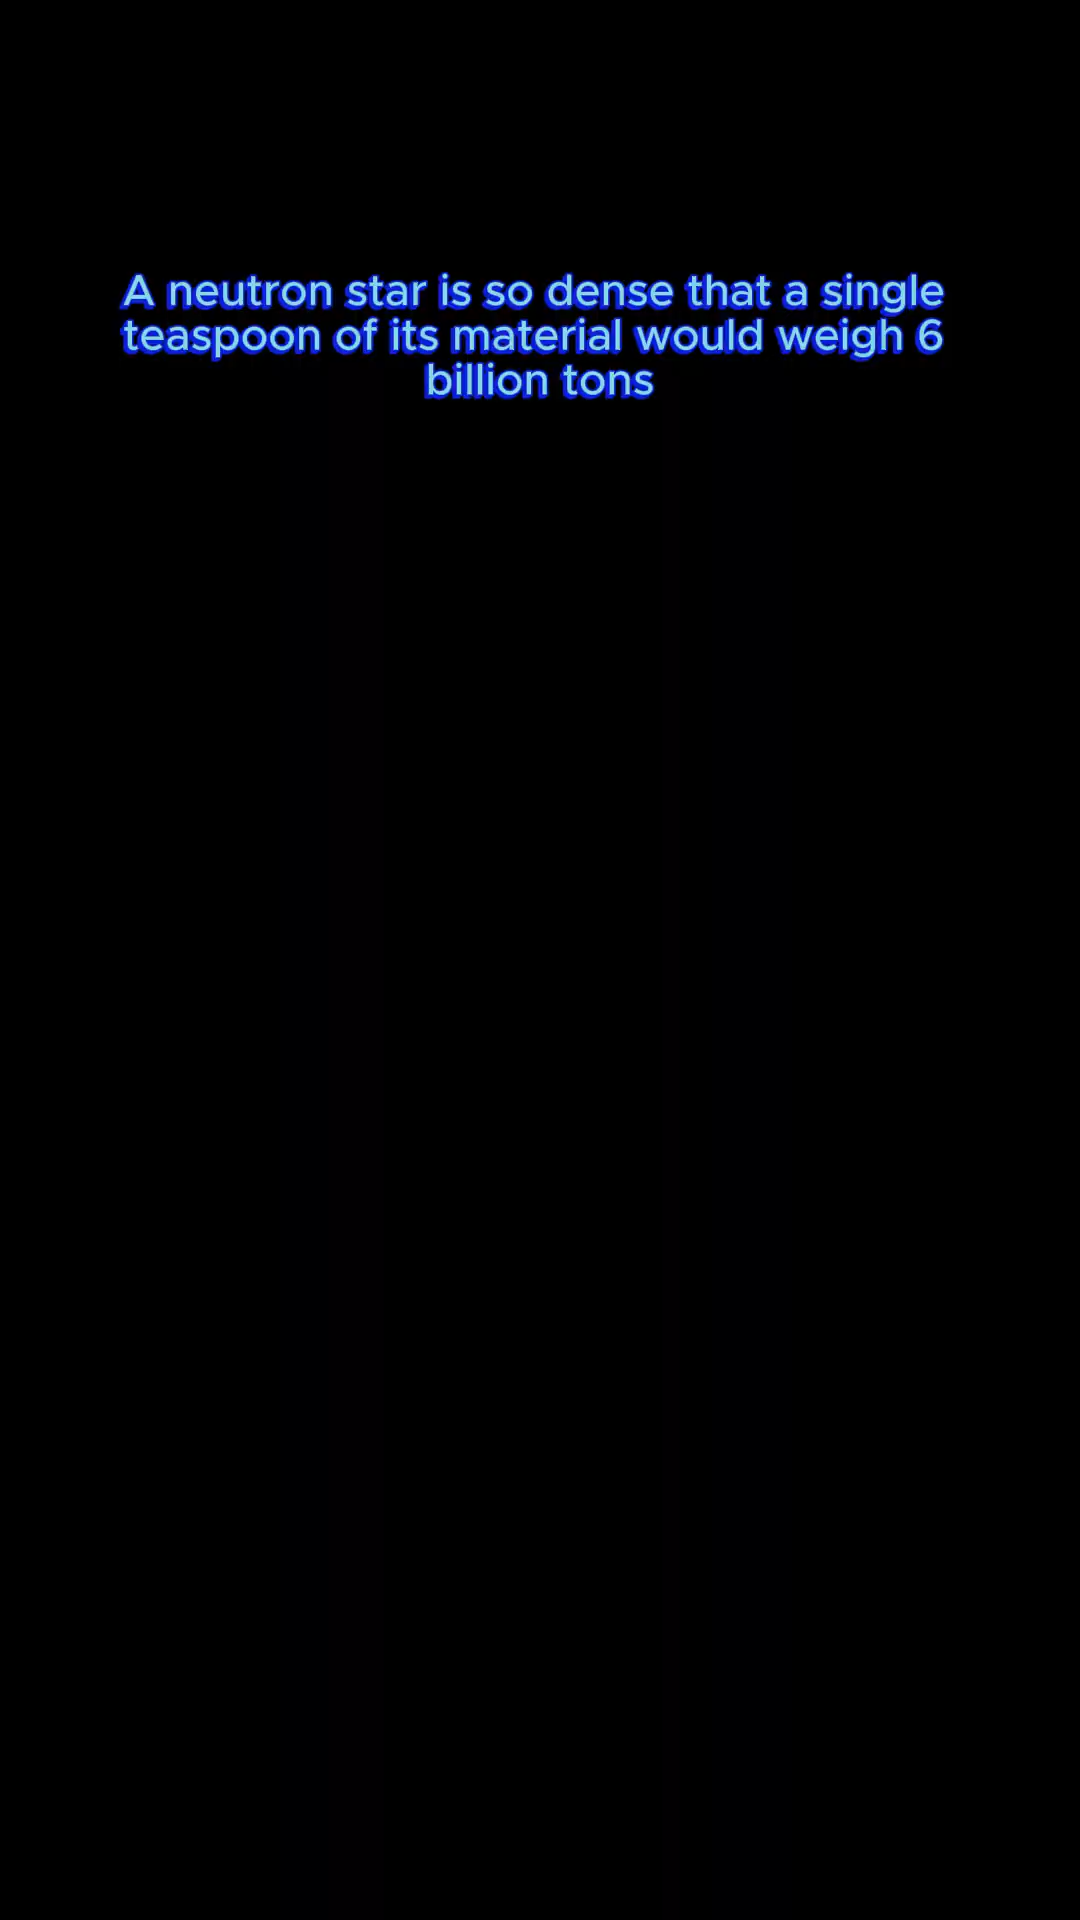 A neutron star is so dense that a single
teaspoon of its material would weigh 6
billion tons